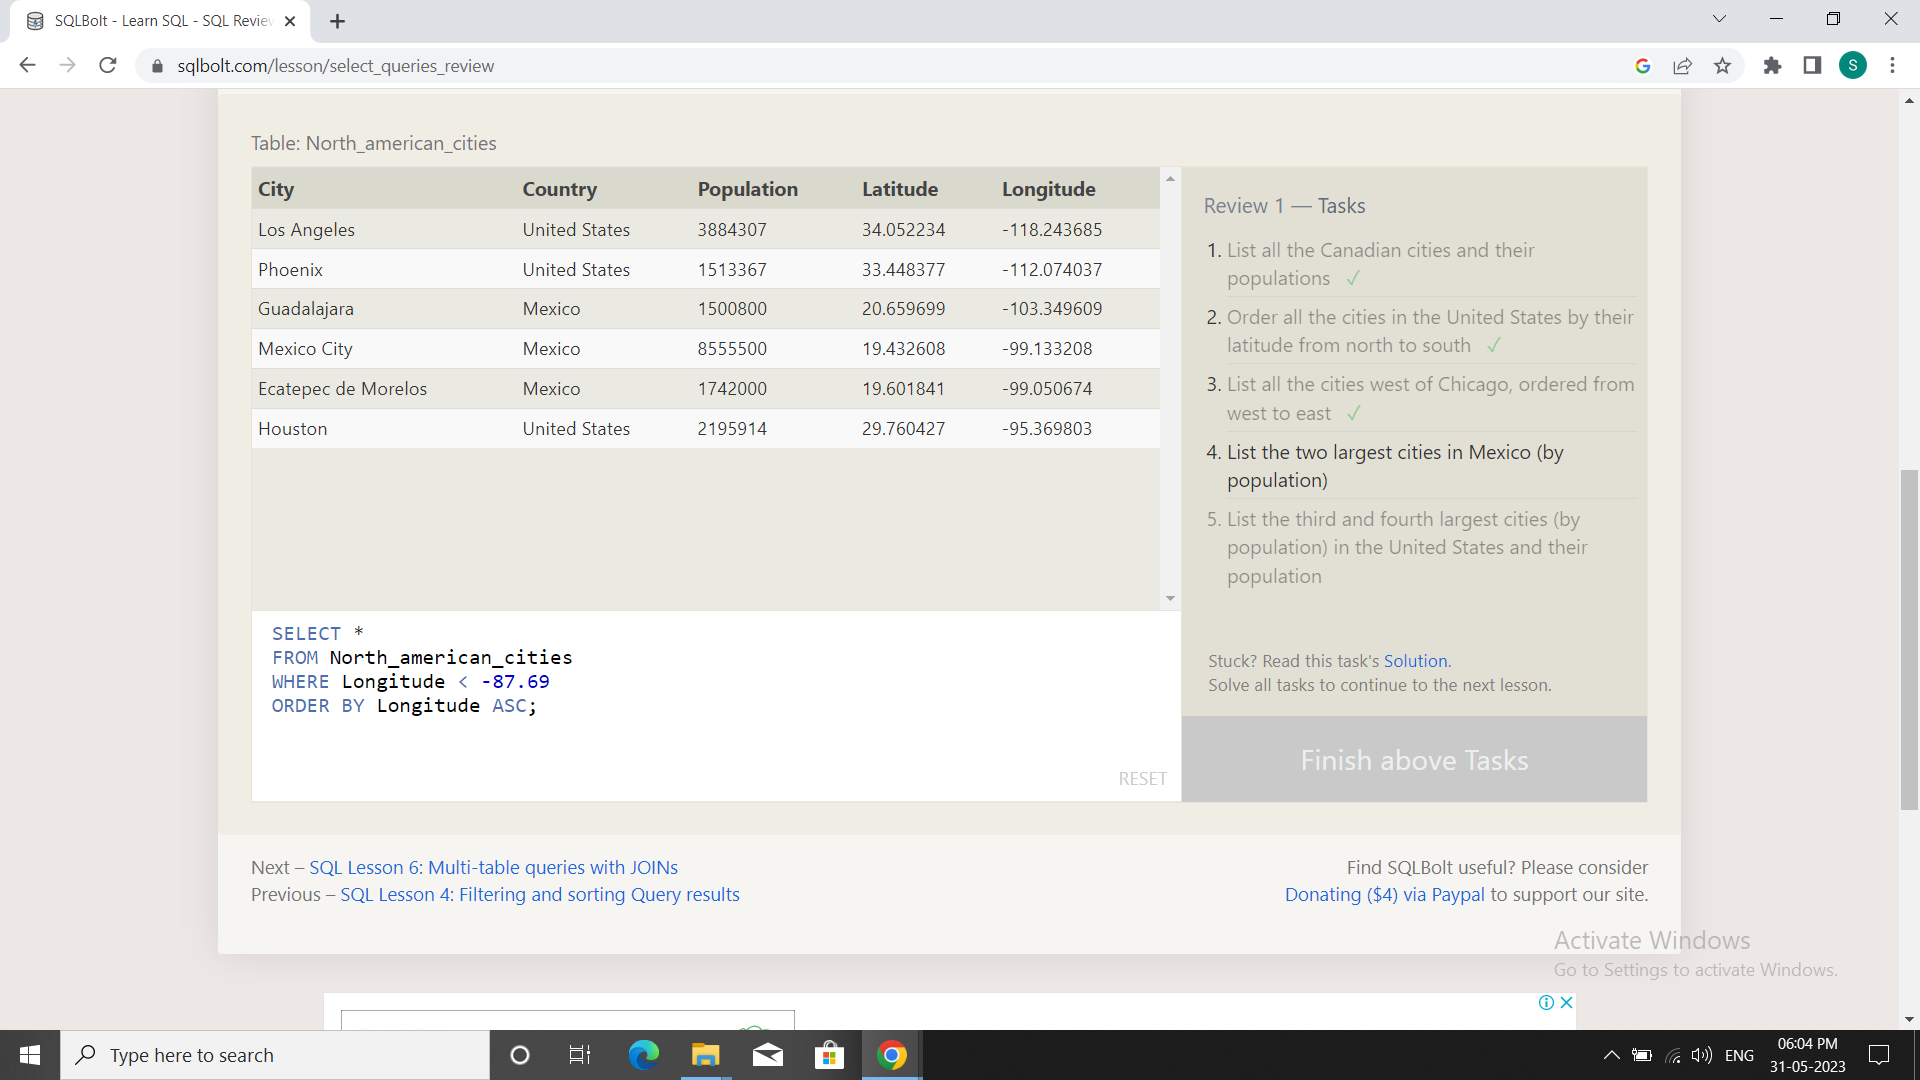 SQLBolt - Learn SQL - SQL Review
sqlbolt.com/lesson/select_queries_review
S
Table: North_american_cities
City Country Population Latitude Longitude
Los Angeles United States 3884307 34.052234 -118.243685
Phoenix United States 1513367 33.448377 -112.074037
Guadalajara Mexico 1500800 20.659699 -103.349609
Mexico City Mexico 8555500 19.432608 -99.133208
Ecatepec de Morelos Mexico 1742000 19.601841 -99.050674
Houston United States 2195914 29.760427 -95.369803
SELECT *
FROM North_american_cities
WHERE Longitude < -87.69
ORDER BY Longitude ASC;
RESET
Review 1 — Tasks
1. List all the Canadian cities and their
populations ✓
2. Order all the cities in the United States by their
latitude from north to south ✓
3. List all the cities west of Chicago, ordered from
west to east ✓
4. List the two largest cities in Mexico (by
population)
5. List the third and fourth largest cities (by
population) in the United States and their
population
Stuck? Read this task's Solution.
Solve all tasks to continue to the next lesson.
Finish above Tasks
Next – SQL Lesson 6: Multi-table queries with JOINs
Previous – SQL Lesson 4: Filtering and sorting Query results
Find SQLBolt useful? Please consider
Donating ($4) via Paypal to support our site.
Activate Windows
Go to Settings to activate Windows.
Type here to search
ENG
06:04 PM
31-05-2023